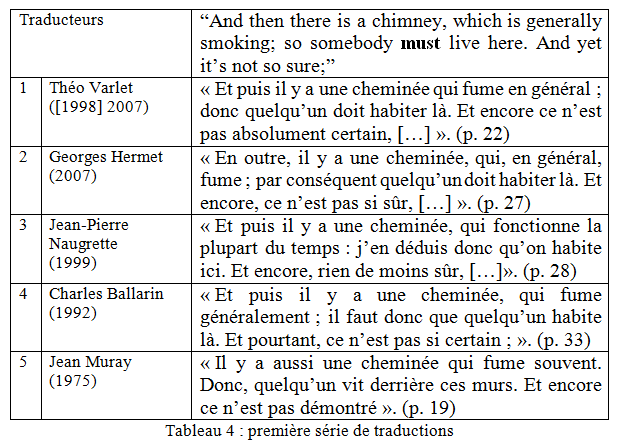 Traducteurs
“And then there is a chimney, which is generally
smoking; so somebody must live here. And yet
it’s not so sure;”
1
Théo Varlet
([1998] 2007)
« Et puis il y a une cheminée qui fume en général ;
donc quelqu’un doit habiter là. Et encore ce n’est
pas absolument certain, […] ». (p. 22)
2
Georges Hermet
(2007)
« En outre, il y a une cheminée, qui, en général,
fume ; par conséquent quelqu’un doit habiter là. Et
encore, ce n’est pas si sûr, […] ». (p. 27)
3
Jean-Pierre
Naugrette
(1999)
« Et puis il y a une cheminée, qui fonctionne la
plupart du temps : j’en déduis donc qu’on habite
ici. Et encore, rien de moins sûr, […]». (p. 28)
4
Charles Ballarin
(1992)
« Et puis il y a une cheminée, qui fume
généralement ; il faut donc que quelqu’un habite
là. Et pourtant, ce n’est pas si certain ; ». (p. 33)
5
Jean Muray
(1975)
« Il y a aussi une cheminée qui fume souvent.
Donc, quelqu’un vit derrière ces murs. Et encore
ce n’est pas démontré ». (p. 19)
Tableau 4 : première série de traductions